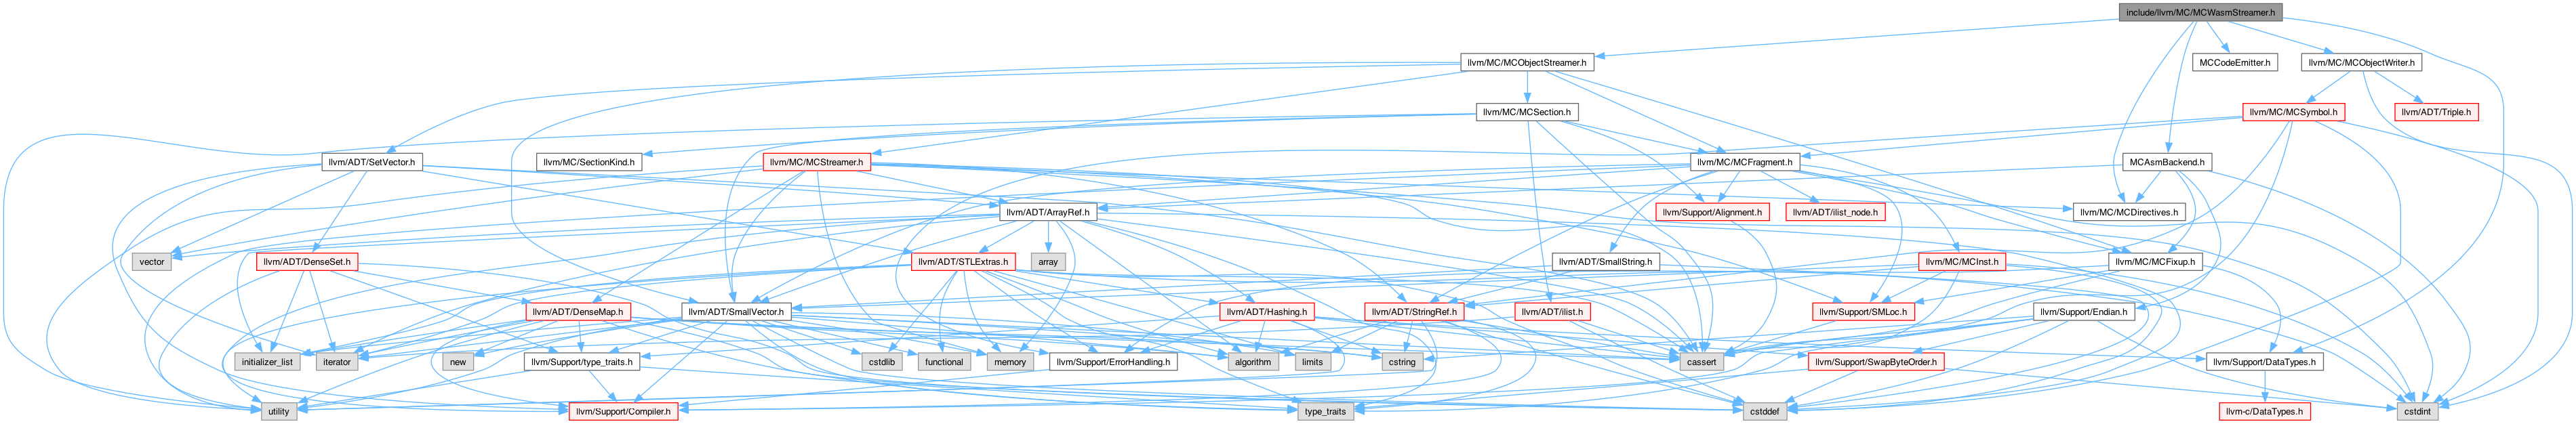 include/llvm/MC/MCWasmStreamer.h
llvm/MC/MCObjectStreamer.h
MCCodeEmitter.h
llvm/MC/MCObjectWriter.h
llvm/MC/MCSection.h
llvm/MC/MCSymbol.h
llvm/ADT/Triple.h
llvm/ADT/SetVector.h
llvm/MC/SectionKind.h
llvm/MC/MCStreamer.h
llvm/MC/MCFragment.h
MCAsmBackend.h
llvm/ADT/ArrayRef.h
llvm/Support/Alignment.h
llvm/ADT/ilist_node.h
llvm/MC/MCDirectives.h
vector
llvm/ADT/DenseSet.h
llvm/ADT/STLExtras.h
array
llvm/ADT/SmallString.h
llvm/MC/MCInst.h
llvm/MC/MCFixup.h
llvm/ADT/DenseMap.h
llvm/ADT/SmallVector.h
llvm/ADT/Hashing.h
llvm/ADT/StringRef.h
llvm/ADT/ilist.h
llvm/Support/SMLoc.h
llvm/Support/Endian.h
initializer_list
iterator
new
llvm/Support/type_traits.h
cstdlib
functional
memory
llvm/Support/ErrorHandling.h
algorithm
limits
cstring
cassert
llvm/Support/SwapByteOrder.h
llvm/Support/DataTypes.h
utility
llvm/Support/Compiler.h
type_traits
cstddef
llvm-c/DataTypes.h
cstdint